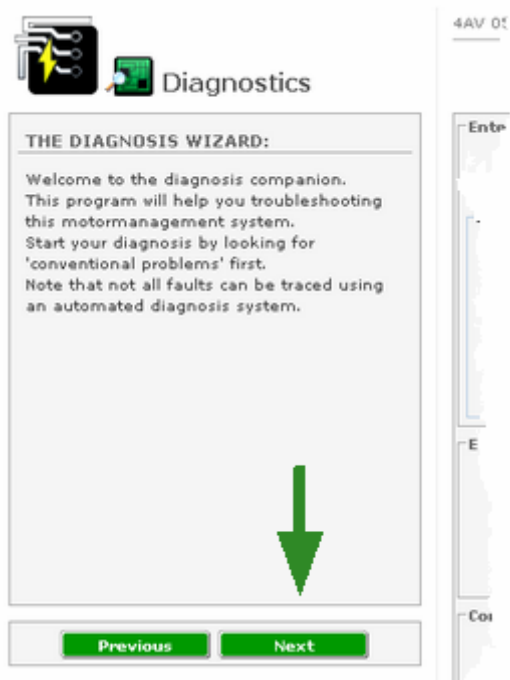 Diagnostics
THE DIAGNOSIS WIZARD:
Welcome to the diagnosis companion.
This program will help you troubleshooting
this motormanagement system.
Start your diagnosis by looking for
'conventional problems' first.
Note that not all faults can be traced using
an automated diagnosis system.
Previous
Next
4AV
Ente
E